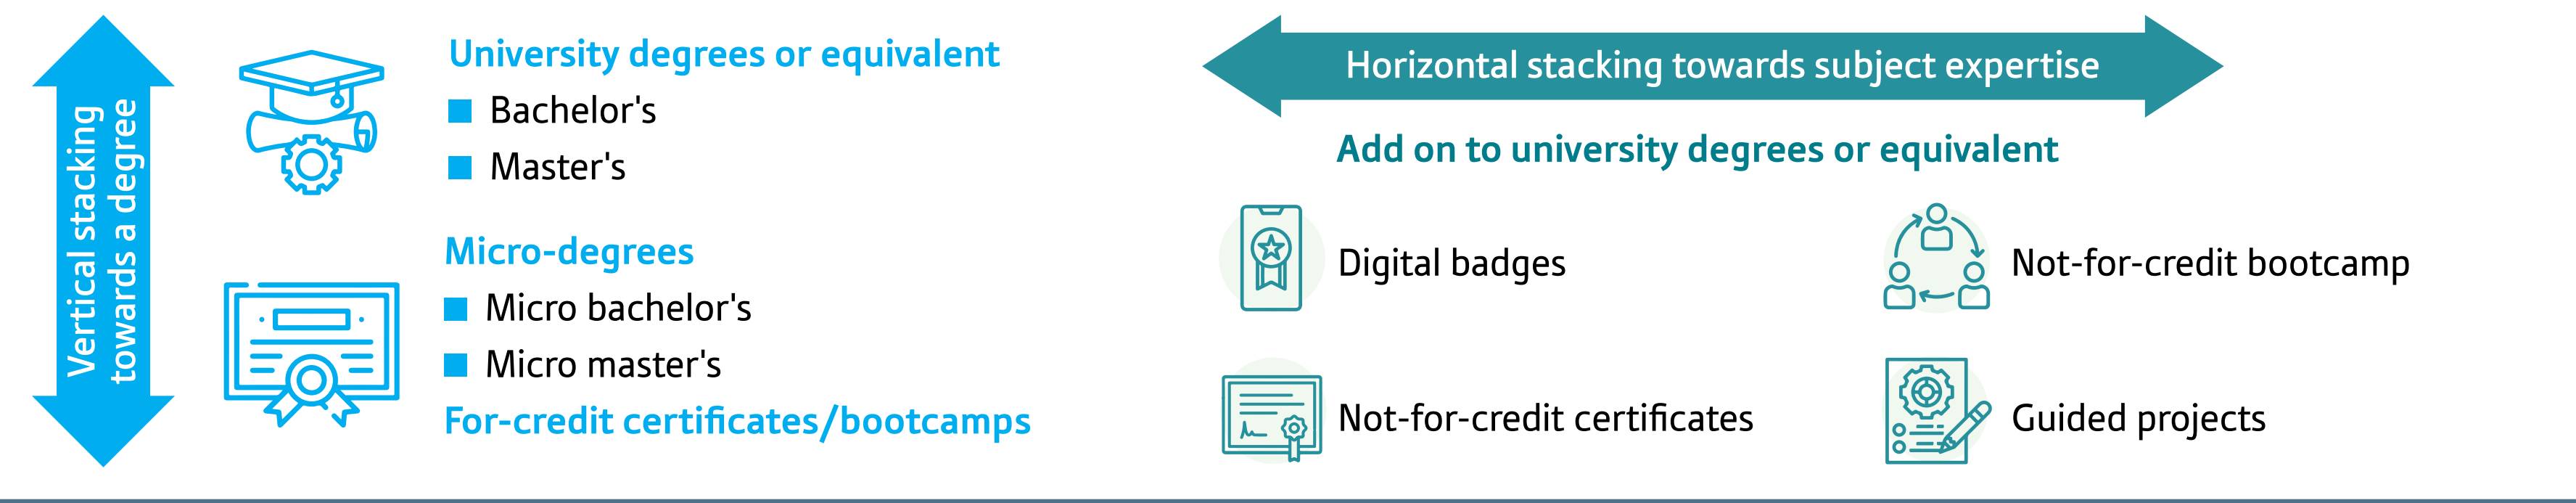 Vertical stacking
towards a degree
University degrees or equivalent
Bachelor's
Master's
Micro-degrees
Micro bachelor's
Micro master's
For-credit certificates/bootcamps
Horizontal stacking towards subject expertise
Add on to university degrees or equivalent
Digital badges
Not-for-credit bootcamp
Not-for-credit certificates
Guided projects